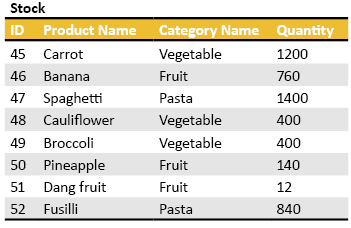 Stock
ID Product Name Category Name Quantity
45 Carrot Vegetable 1200
46 Banana Fruit 760
47 Spaghetti Pasta 1400
48 Cauliflower Vegetable 400
49 Broccoli Vegetable 400
50 Pineapple Fruit 140
51 Dang fruit Fruit 12
52 Fusilli Pasta 840